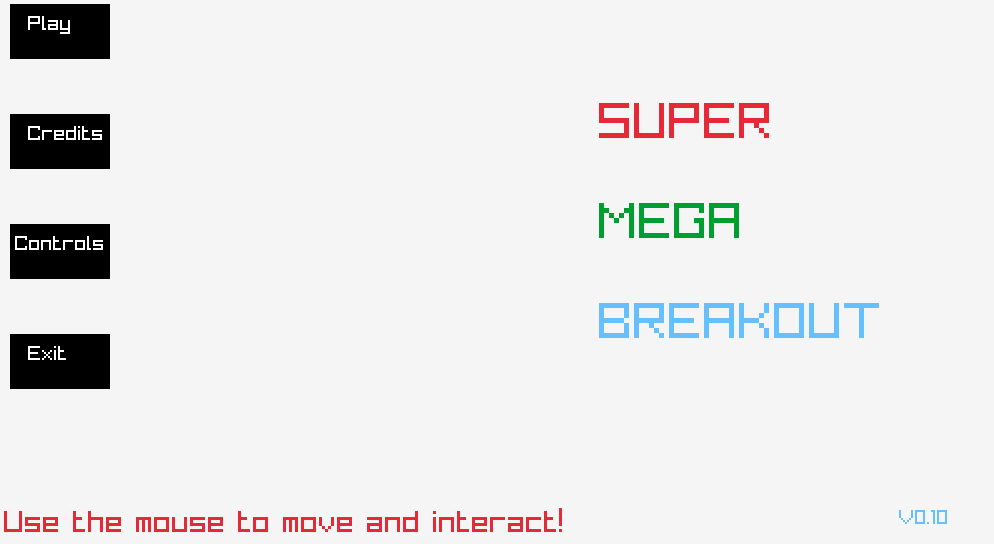 Play
Credits
Controls
Exit
SUPER
MEGA
BREAKOUT
Use the mouse to move and interact!
V0.10